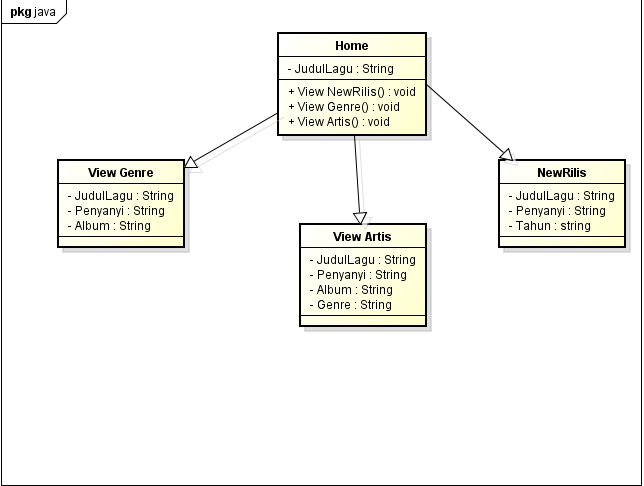 pkg java
Home
- JudulLagu : String
+ View NewRilis() : void
+ View Genre() : void
+ View Artis() : void
View Genre
- JudulLagu : String
- Penyanyi : String
- Album : String
View Artis
- JudulLagu : String
- Penyanyi : String
- Album : String
- Genre : String
NewRilis
- JudulLagu : String
- Penyanyi : String
- Tahun : string